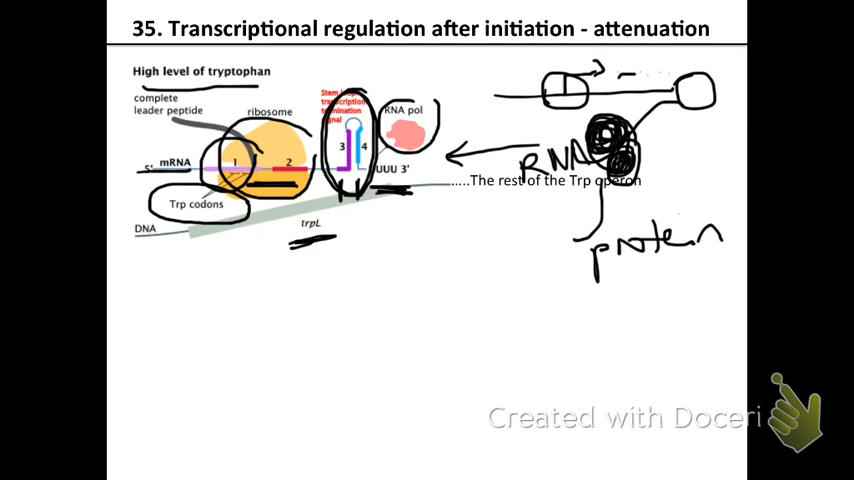 35. Transcriptional regulation after initiation - attenuation
High level of tryptophan
complete
leader peptide
ribosome
transcription
signal
RNA pol
3
4
5'
mRNA
1
2
UUU 3'
RNA
.....The rest of the Trp operon
Trp codons
trpL
DNA
protein
Created with Doceri